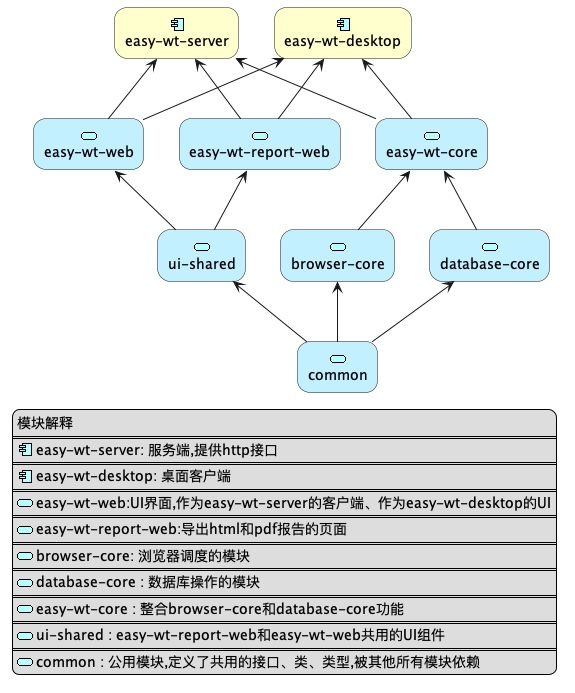 easy-wt-server
easy-wt-desktop
easy-wt-web
easy-wt-report-web
easy-wt-core
ui-shared
browser-core
database-core
common
模块解释
easy-wt-server: 服务端,提供http接口
easy-wt-desktop: 桌面客户端
easy-wt-web:UI界面,作为easy-wt-server的客户端、作为easy-wt-desktop的UI
easy-wt-report-web:导出html和pdf报告的页面
browser-core: 浏览器调度的模块
database-core : 数据库操作的模块
easy-wt-core : 整合browser-core和database-core功能
ui-shared : easy-wt-report-web和easy-wt-web共用的UI组件
common : 公用模块,定义了共用的接口、类、类型,被其他所有模块依赖